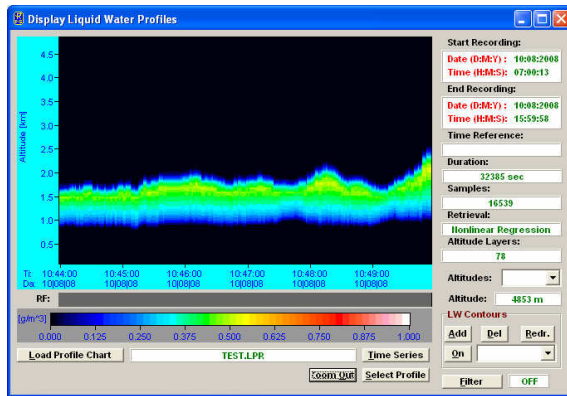 Display Liquid Water Profiles
Start Recording:
Date (D:M:Y) : 10:08:2008
Time (H:M:S): 07:00:13
End Recording:
Date (D:M:Y) : 10:08:2008
Time (H:M:S): 15:59:58
Time Reference:
Duration:
32385 sec
Samples:
16539
Retrieval:
Nonlinear Regression
Altitude Layers:
78
Altitudes:
Altitude: 4853 m
LW Contours
Add Del Redr.
On
Filter OFF
Altitude [km]
4.5
4.0
3.5
3.0
2.5
2.0
1.5
1.0
0.5
Ti: 10:44:00 10:45:00 10:46:00 10:47:00 10:48:00 10:49:00
Da: 10|08|08 10|08|08 10|08|08 10|08|08 10|08|08 10|08|08
RF:
[g/m^3]
0.000 0.125 0.250 0.375 0.500 0.625 0.750 0.875 1.000
Load Profile Chart TEST.LPR Time Series
Zoom Out Select Profile